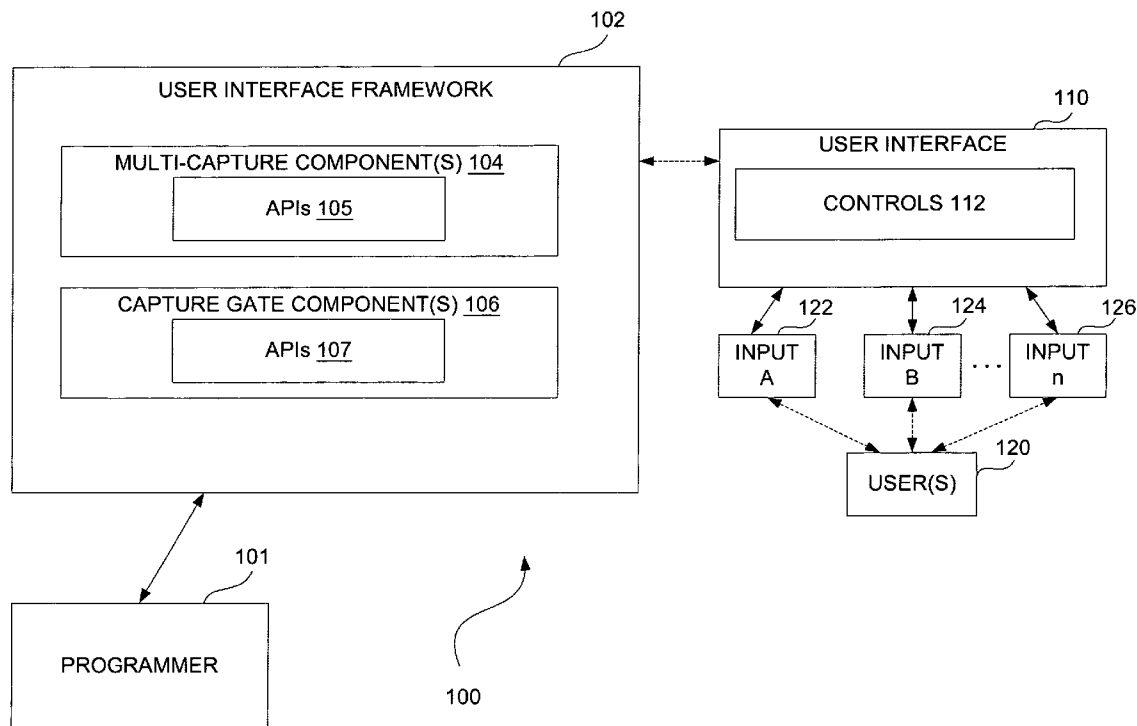 102
USER INTERFACE FRAMEWORK
MULTI-CAPTURE COMPONENT(S) 104
APIs 105
CAPTURE GATE COMPONENT(S) 106
APIs 107
110
USER INTERFACE
CONTROLS 112
122
124
126
INPUT
A
INPUT
B
. . .
INPUT
n
120
USER(S)
101
PROGRAMMER
100